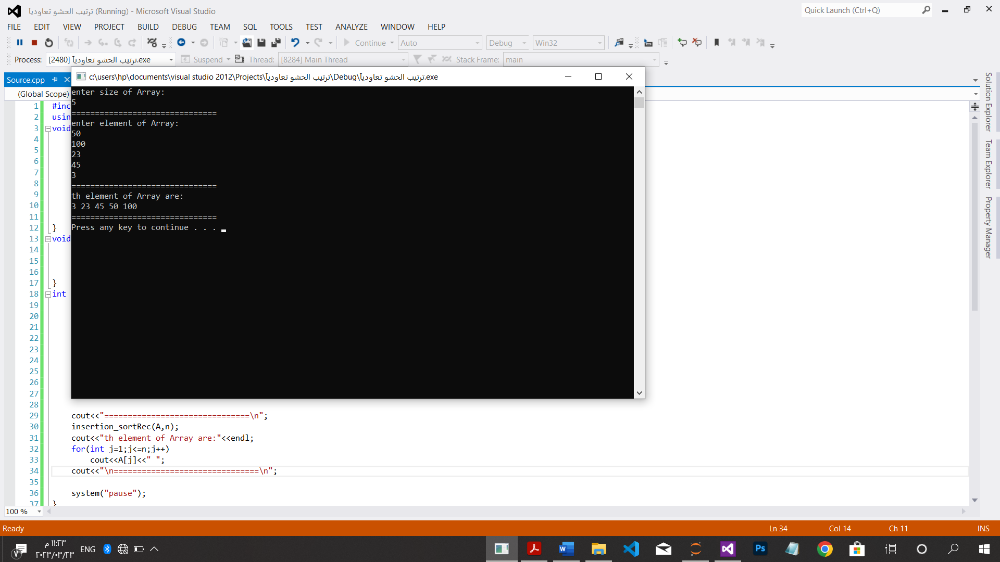 ترتيب الحشو تعاودياً (Running) - Microsoft Visual Studio
Quick Launch (Ctrl+Q)
FILE EDIT VIEW PROJECT BUILD DEBUG TEAM SQL TOOLS TEST ANALYZE WINDOW HELP
Continue Auto Debug Win32
Process: [2480] ترتيب الحشو تعاودياً.exe Suspend Thread: [8284] Main Thread Stack Frame: main
Source.cpp
(Global Scope)
c:\users\hp\documents\visual studio 2012\Projects\ترتيب الحشو تعاودياً\Debug\ترتيب الحشو تعاودياً.exe
enter size of Array:
5
===============================
enter element of Array:
50
100
23
45
3
===============================
th element of Array are:
3 23 45 50 100
===============================
Press any key to continue . . .
1 #inc
2 usin
3 void
4
5
6
7
8
9
10
11
12 }
13 void
14
15
16
17 }
18 int
19
20
21
22
23
24
25
26
27
28
29 cout<<"===============================\n";
30 insertion_sortRec(A,n);
31 cout<<"th element of Array are:"<<endl;
32 for(int j=1;j<=n;j++)
33 cout<<A[j]<<" ";
34 cout<<"\n===============================\n";
35
36 system("pause");
37 }
Solution Explorer
Team Explorer
Property Manager
100 %
Ready Ln 34 Col 14 Ch 11 INS
١١:٢٣ م
٢٠٢٣/٠٣/٢٣
٧
ENG
Ps